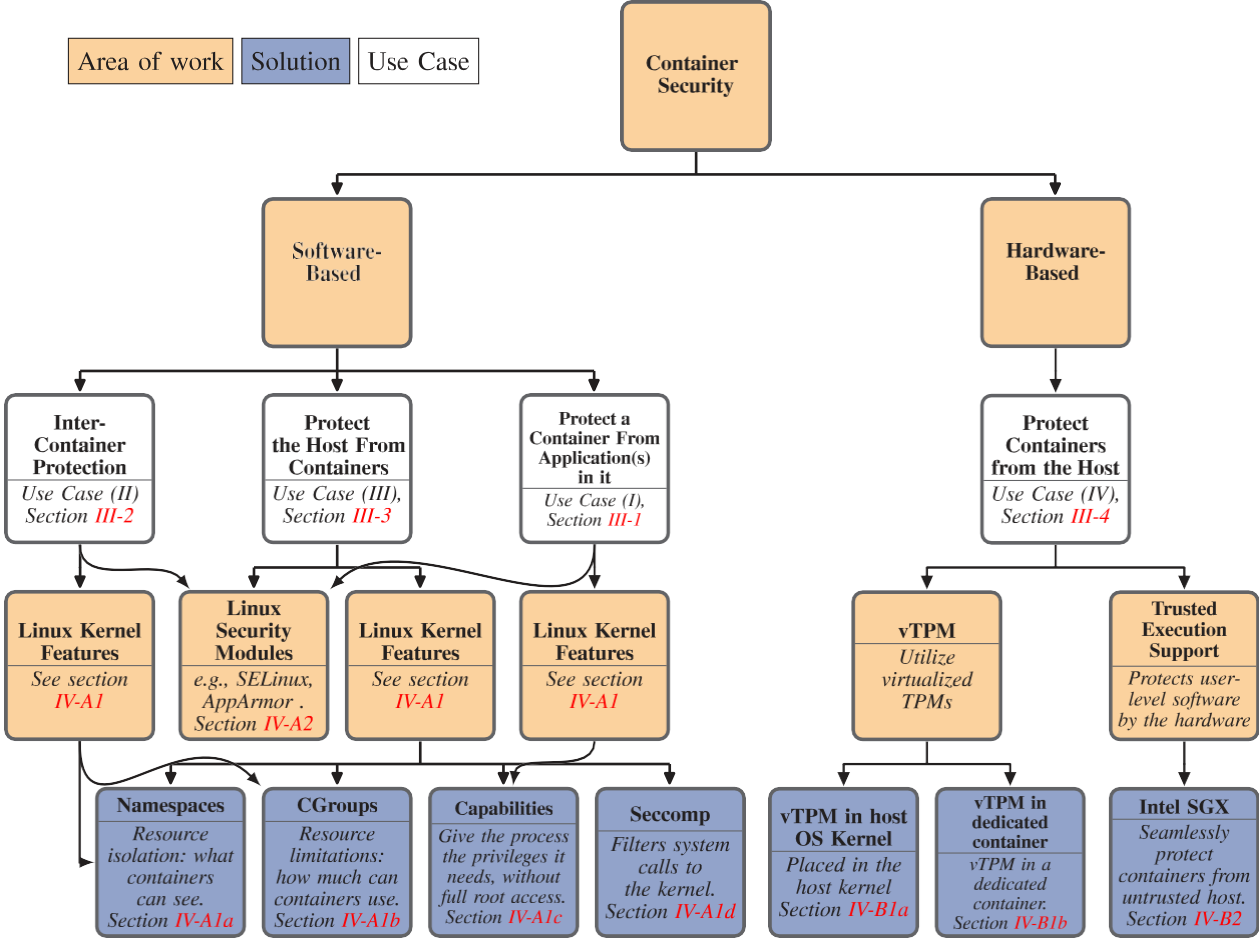 Area of work
Solution
Use Case
Container
Security
Software-
Based
Hardware-
Based
Inter-
Container
Protection
Use Case (II)
Section III-2
Protect
the Host From
Containers
Use Case (III),
Section III-3
Protect a
Container From
Application(s)
in it
Use Case (I),
Section III-1
Protect
Containers
from the Host
Use Case (IV),
Section III-4
Linux Kernel
Features
See section
IV-A1
Linux
Security
Modules
e.g., SELinux,
AppArmor .
Section IV-A2
Linux Kernel
Features
See section
IV-A1
Linux Kernel
Features
See section
IV-A1
vTPM
Utilize
virtualized
TPMs
Trusted
Execution
Support
Protects user-
level software
by the hardware
Namespaces
Resource
isolation: what
containers
can see.
Section IV-A1a
CGroups
Resource
limitations:
how much can
containers use.
Section IV-A1b
Capabilities
Give the process
the privileges it
needs, without
full root access.
Section IV-A1c
Seccomp
Filters system
calls to
the kernel.
Section IV-A1d
vTPM in host
OS Kernel
Placed in the
host kernel
Section IV-B1a
vTPM in
dedicated
container
vTPM in a
dedicated
container.
Section IV-B1b
Intel SGX
Seamlessly
protect
containers from
untrusted host.
Section IV-B2